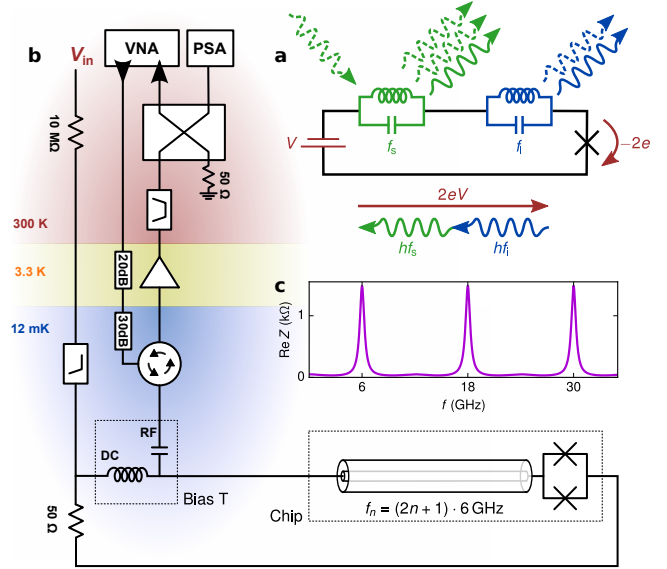 b
V_in
VNA
PSA
10 MΩ
50 Ω
300 K
3.3 K
12 mK
20dB
30dB
RF
DC
Bias T
50 Ω
a
V
f_s
f_i
−2e
2eV
hf_s
hf_i
c
Re Z (kΩ)
1
0
6
18
30
f (GHz)
f_n = (2n + 1) · 6 GHz
Chip